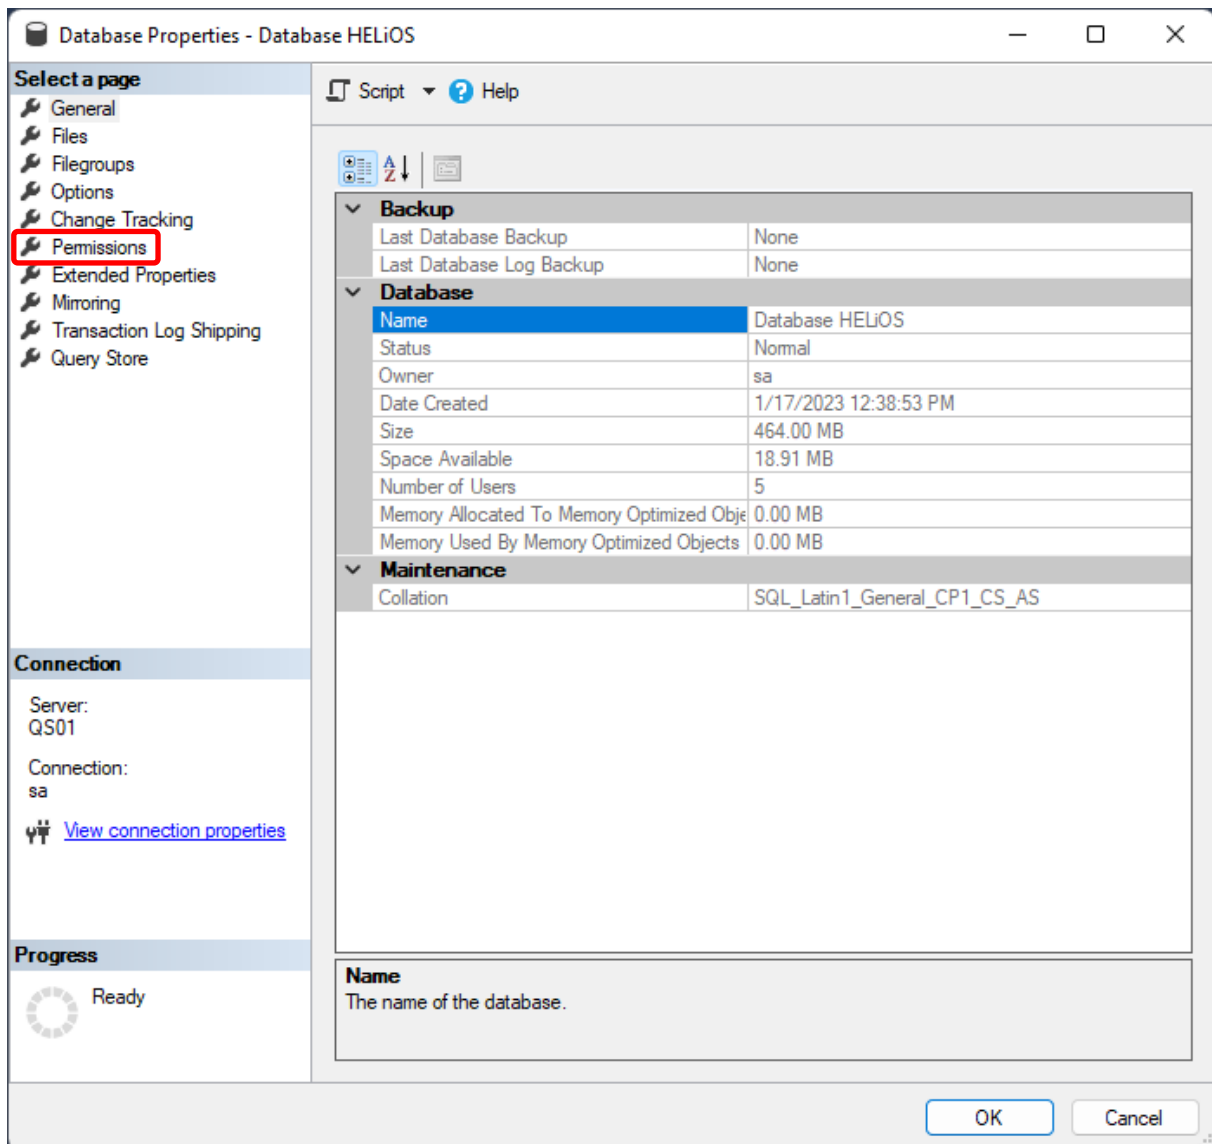 Database Properties - Database HELiOS
Select a page
General
Files
Filegroups
Options
Change Tracking
Permissions
Extended Properties
Mirroring
Transaction Log Shipping
Query Store
Connection
Server:
QS01
Connection:
sa
View connection properties
Progress
Ready
Script Help
Backup
Last Database Backup None
Last Database Log Backup None
Database
Name Database HELiOS
Status Normal
Owner sa
Date Created 1/17/2023 12:38:53 PM
Size 464.00 MB
Space Available 18.91 MB
Number of Users 5
Memory Allocated To Memory Optimized Obje 0.00 MB
Memory Used By Memory Optimized Objects 0.00 MB
Maintenance
Collation SQL_Latin1_General_CP1_CS_AS
Name
The name of the database.
OK Cancel